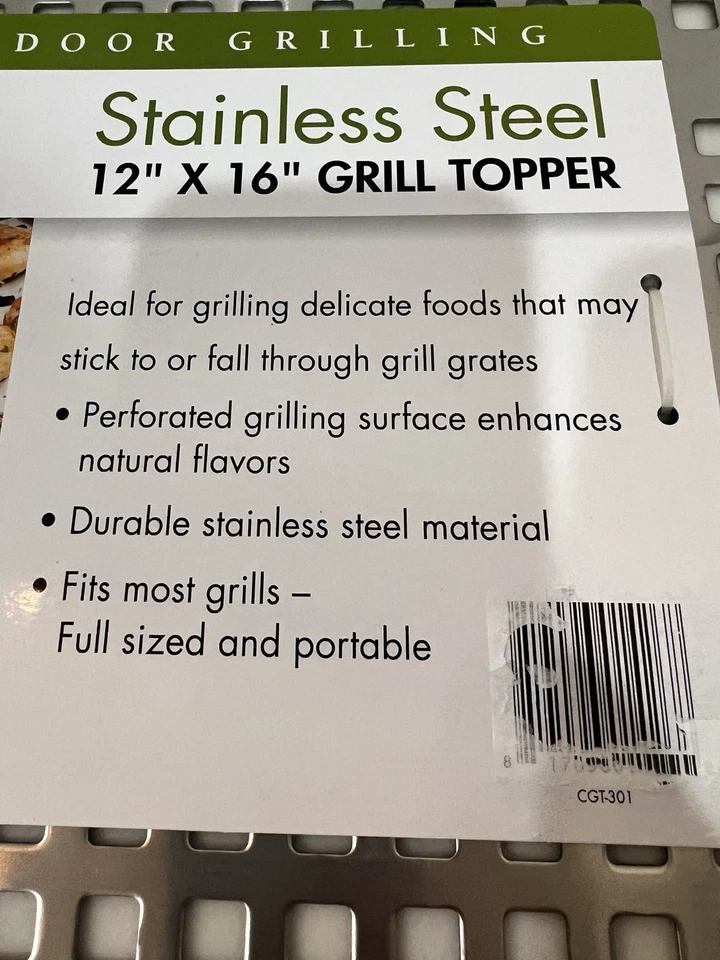 DOOR GRILLING
Stainless Steel
12" X 16" GRILL TOPPER
Ideal for grilling delicate foods that may
stick to or fall through grill grates
• Perforated grilling surface enhances
natural flavors
• Durable stainless steel material
• Fits most grills –
Full sized and portable
8
CGT-301